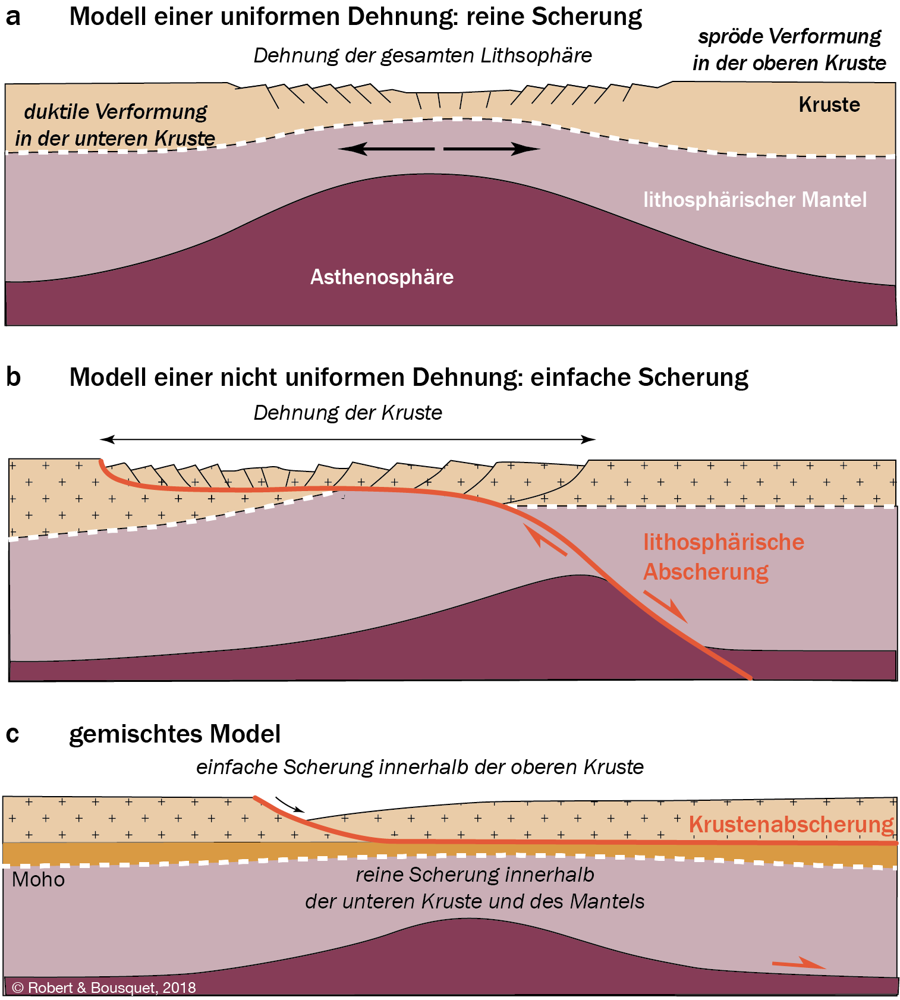 a Modell einer uniformen Dehnung: reine Scherung
Dehnung der gesamten Lithsophäre
spröde Verformung
in der oberen Kruste
duktile Verformung
in der unteren Kruste
Kruste
lithosphärischer Mantel
Asthenosphäre
b Modell einer nicht uniformen Dehnung: einfache Scherung
Dehnung der Kruste
lithosphärische
Abscherung
c gemischtes Model
einfache Scherung innerhalb der oberen Kruste
Krustenabscherung
Moho
reine Scherung innerhalb
der unteren Kruste und des Mantels
© Robert & Bousquet, 2018